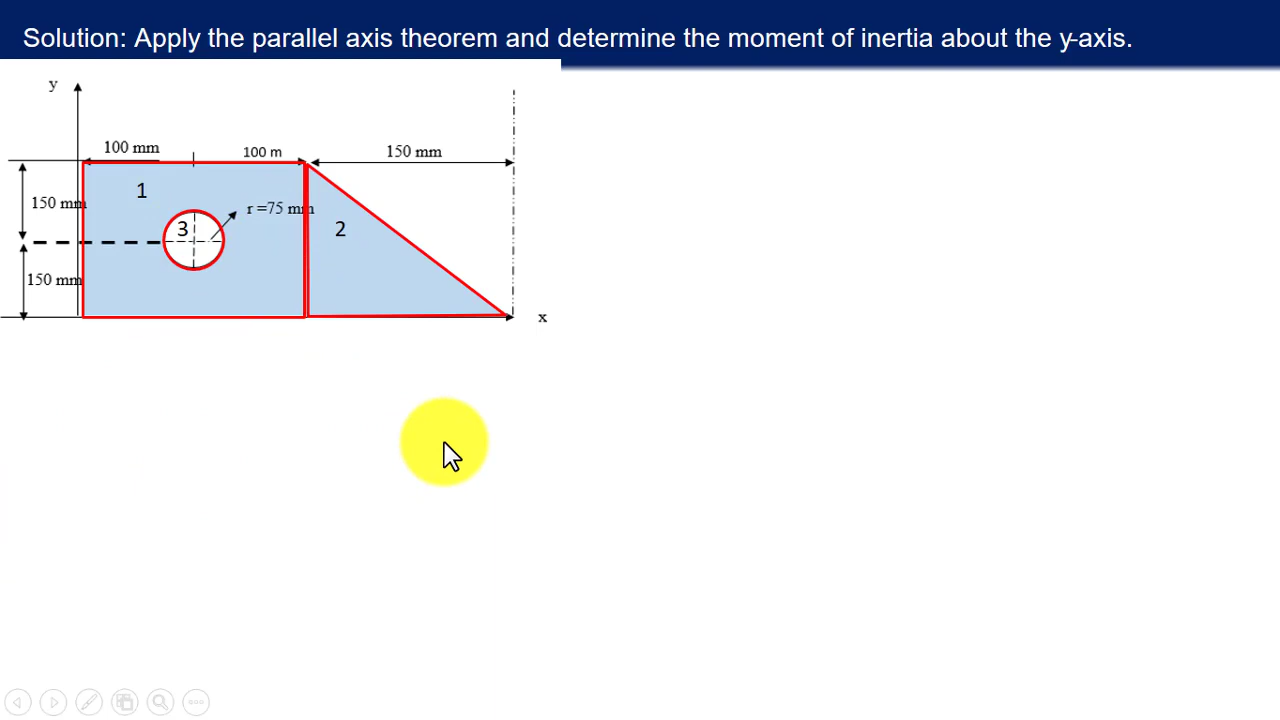 Solution: Apply the parallel axis theorem and determine the moment of inertia about the y-axis.
y
100 mm
100 m
150 mm
1
150 mm
r =75 mm
3
2
150 mm
x